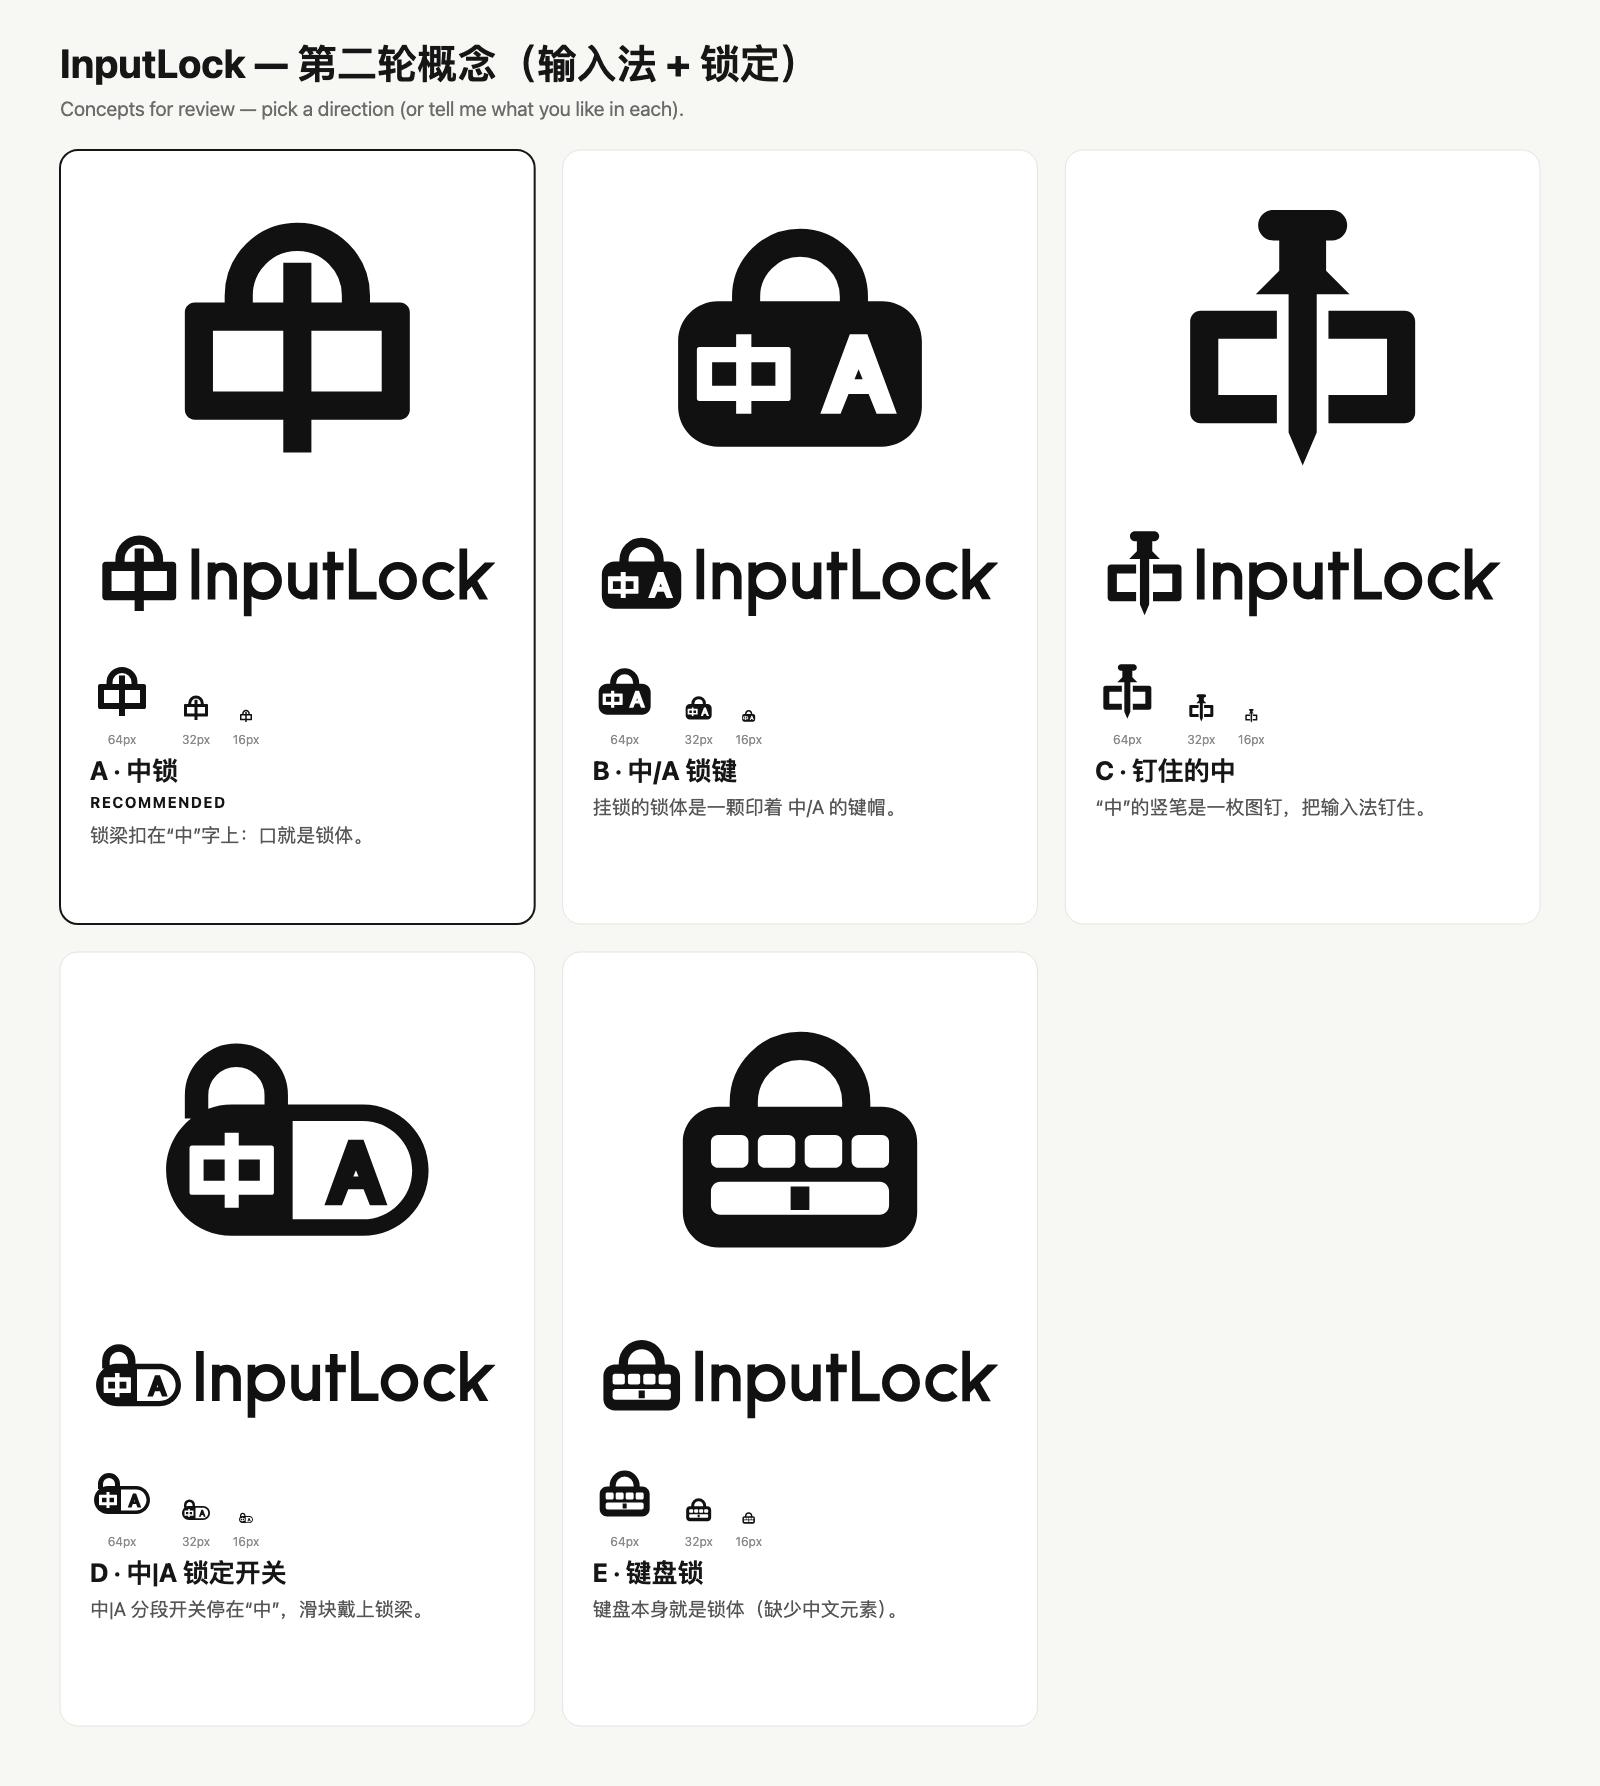 InputLock — 第二轮概念（输入法 + 锁定）
Concepts for review — pick a direction (or tell me what you like in each).
中
InputLock
64px 32px 16px
A · 中锁
RECOMMENDED
锁梁扣在“中”字上：口就是锁体。
中 A
中 A InputLock
中 A
64px 32px 16px
B · 中/A 锁键
挂锁的锁体是一颗印着 中/A 的键帽。
中
InputLock
64px 32px 16px
C · 钉住的中
“中”的竖笔是一枚图钉，把输入法钉住。
中 A
中 A InputLock
中 A
64px 32px 16px
D · 中|A 锁定开关
中|A 分段开关停在“中”，滑块戴上锁梁。
InputLock
64px 32px 16px
E · 键盘锁
键盘本身就是锁体（缺少中文元素）。